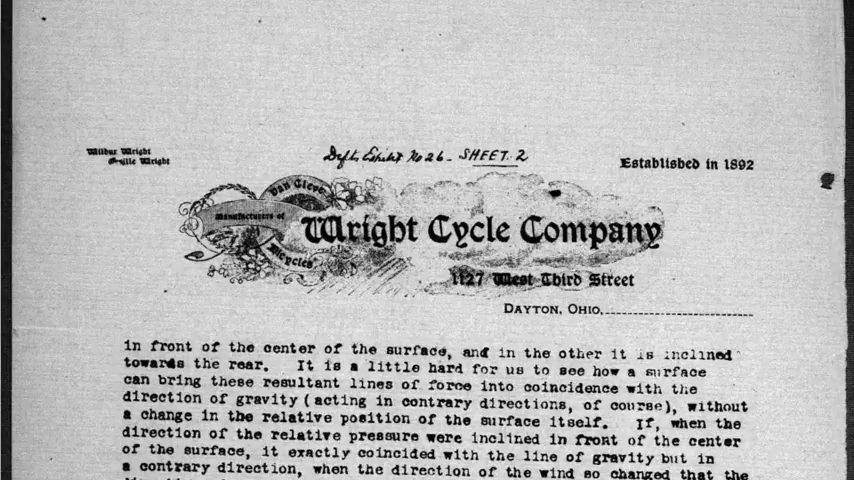 Wilbur Wright
Orville Wright
Defts Exhibit No 26 - SHEET. 2
Established in 1892
Van Cleve
Manufacturers of
Bicycles
Wright Cycle Company
1127 West Third Street
DAYTON, OHIO,
in front of the center of the surface, and in the other it is inclined
towards the rear. It is a little hard for us to see how a surface
can bring these resultant lines of force into coincidence with the
direction of gravity (acting in contrary directions, of course), without
a change in the relative position of the surface itself. If, when the
direction of the relative pressure were inclined in front of the center
of the surface, it exactly coincided with the line of gravity but in
a contrary direction, when the direction of the wind so changed that the